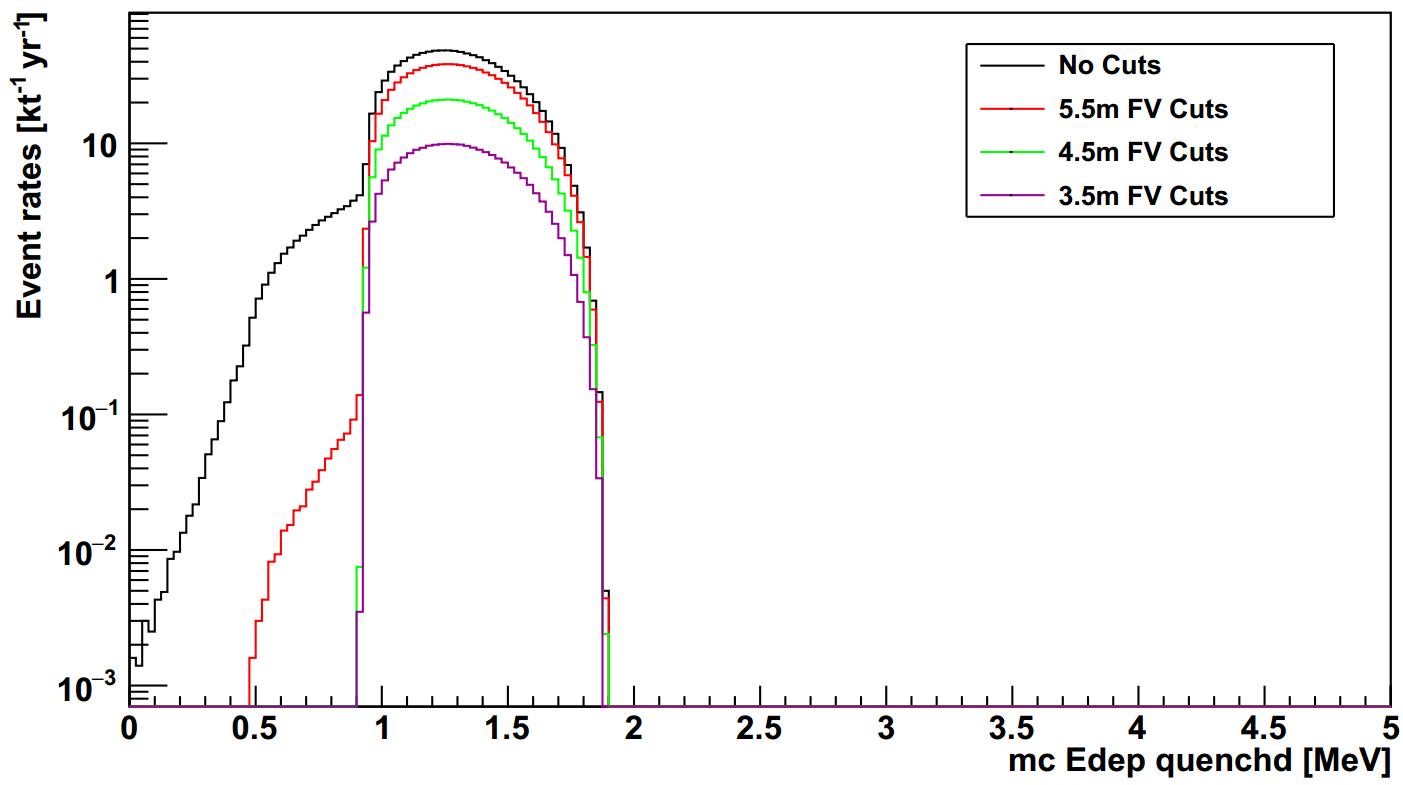 Event rates [kt⁻¹ yr⁻¹]
10
1
10⁻¹
10⁻²
10⁻³
No Cuts
5.5m FV Cuts
4.5m FV Cuts
3.5m FV Cuts
0 0.5 1 1.5 2 2.5 3 3.5 4 4.5 5
mc Edep quenchd [MeV]